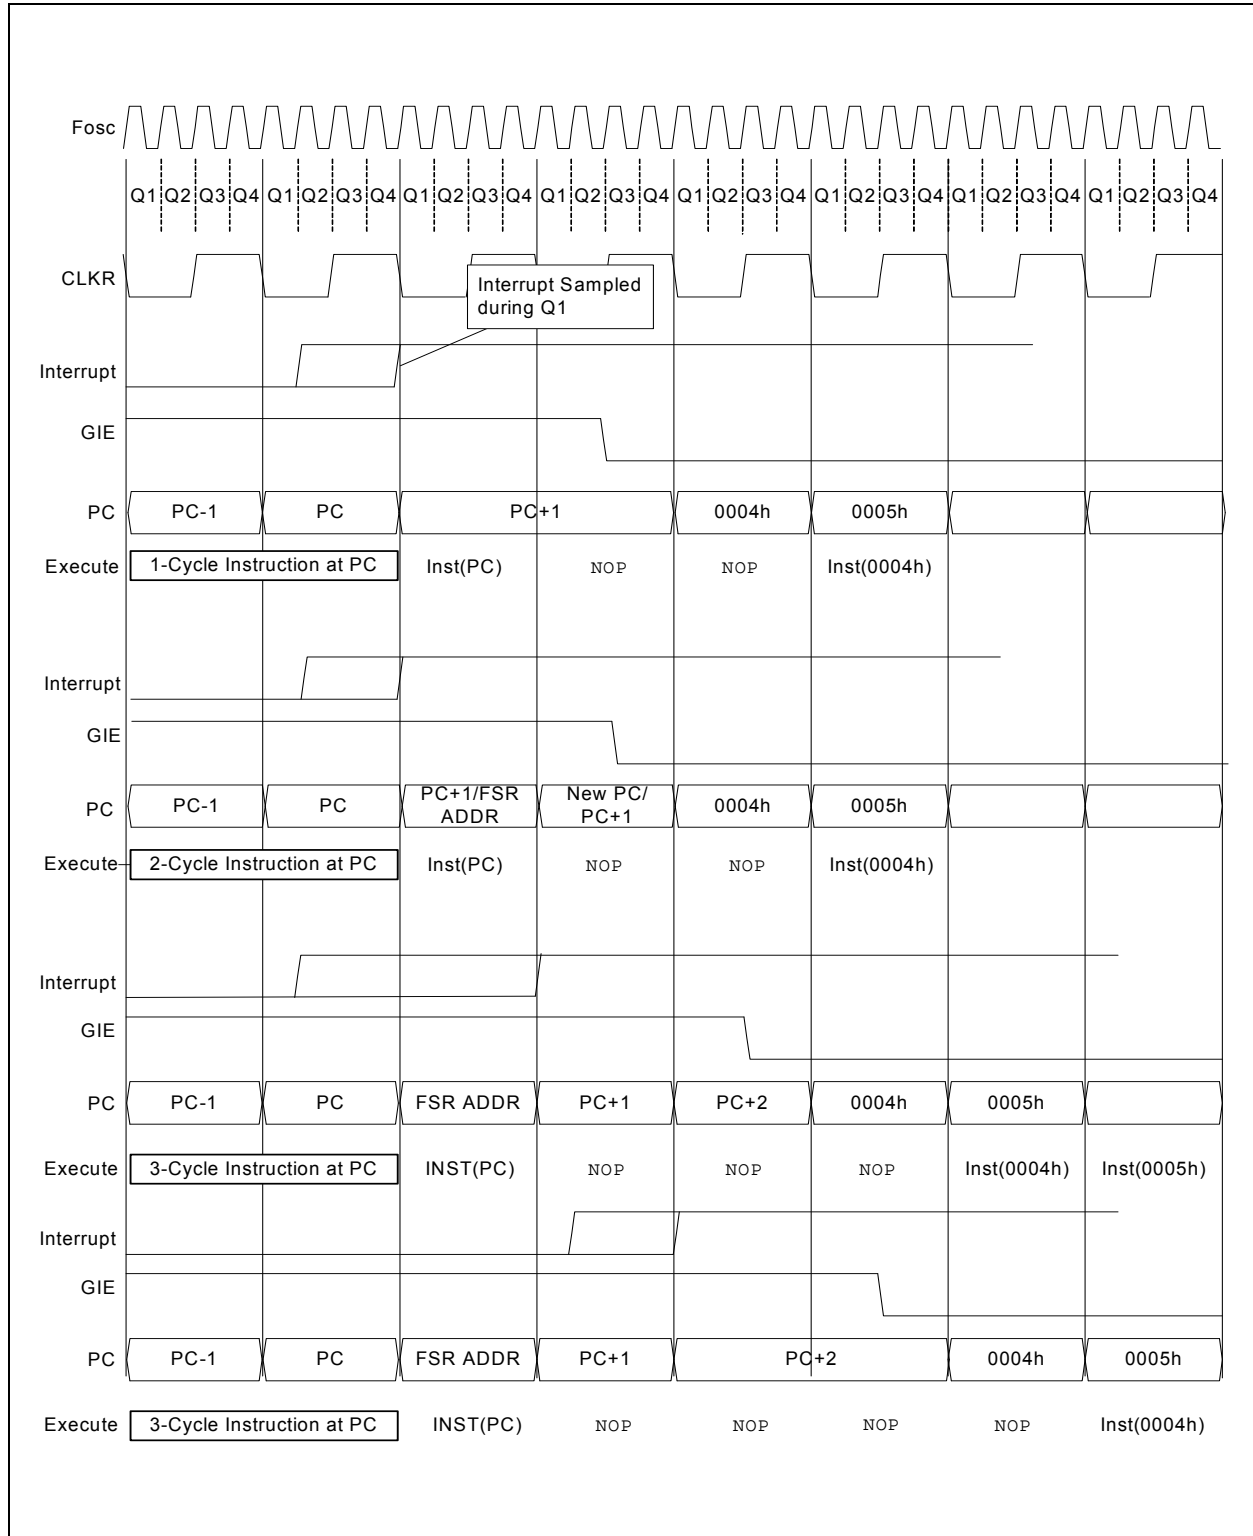 Fosc
Q1 Q2 Q3 Q4 Q1 Q2 Q3 Q4 Q1 Q2 Q3 Q4 Q1 Q2 Q3 Q4 Q1 Q2 Q3 Q4 Q1 Q2 Q3 Q4 Q1 Q2 Q3 Q4 Q1 Q2 Q3 Q4
CLKR
Interrupt Sampled
during Q1
Interrupt
GIE
PC PC-1 PC PC+1 0004h 0005h
Execute 1-Cycle Instruction at PC Inst(PC) NOP NOP Inst(0004h)
Interrupt
GIE
PC PC-1 PC PC+1/FSR ADDR New PC/ PC+1 0004h 0005h
Execute 2-Cycle Instruction at PC Inst(PC) NOP NOP Inst(0004h)
Interrupt
GIE
PC PC-1 PC FSR ADDR PC+1 PC+2 0004h 0005h
Execute 3-Cycle Instruction at PC INST(PC) NOP NOP NOP Inst(0004h) Inst(0005h)
Interrupt
GIE
PC PC-1 PC FSR ADDR PC+1 PC+2 0004h 0005h
Execute 3-Cycle Instruction at PC INST(PC) NOP NOP NOP NOP Inst(0004h)